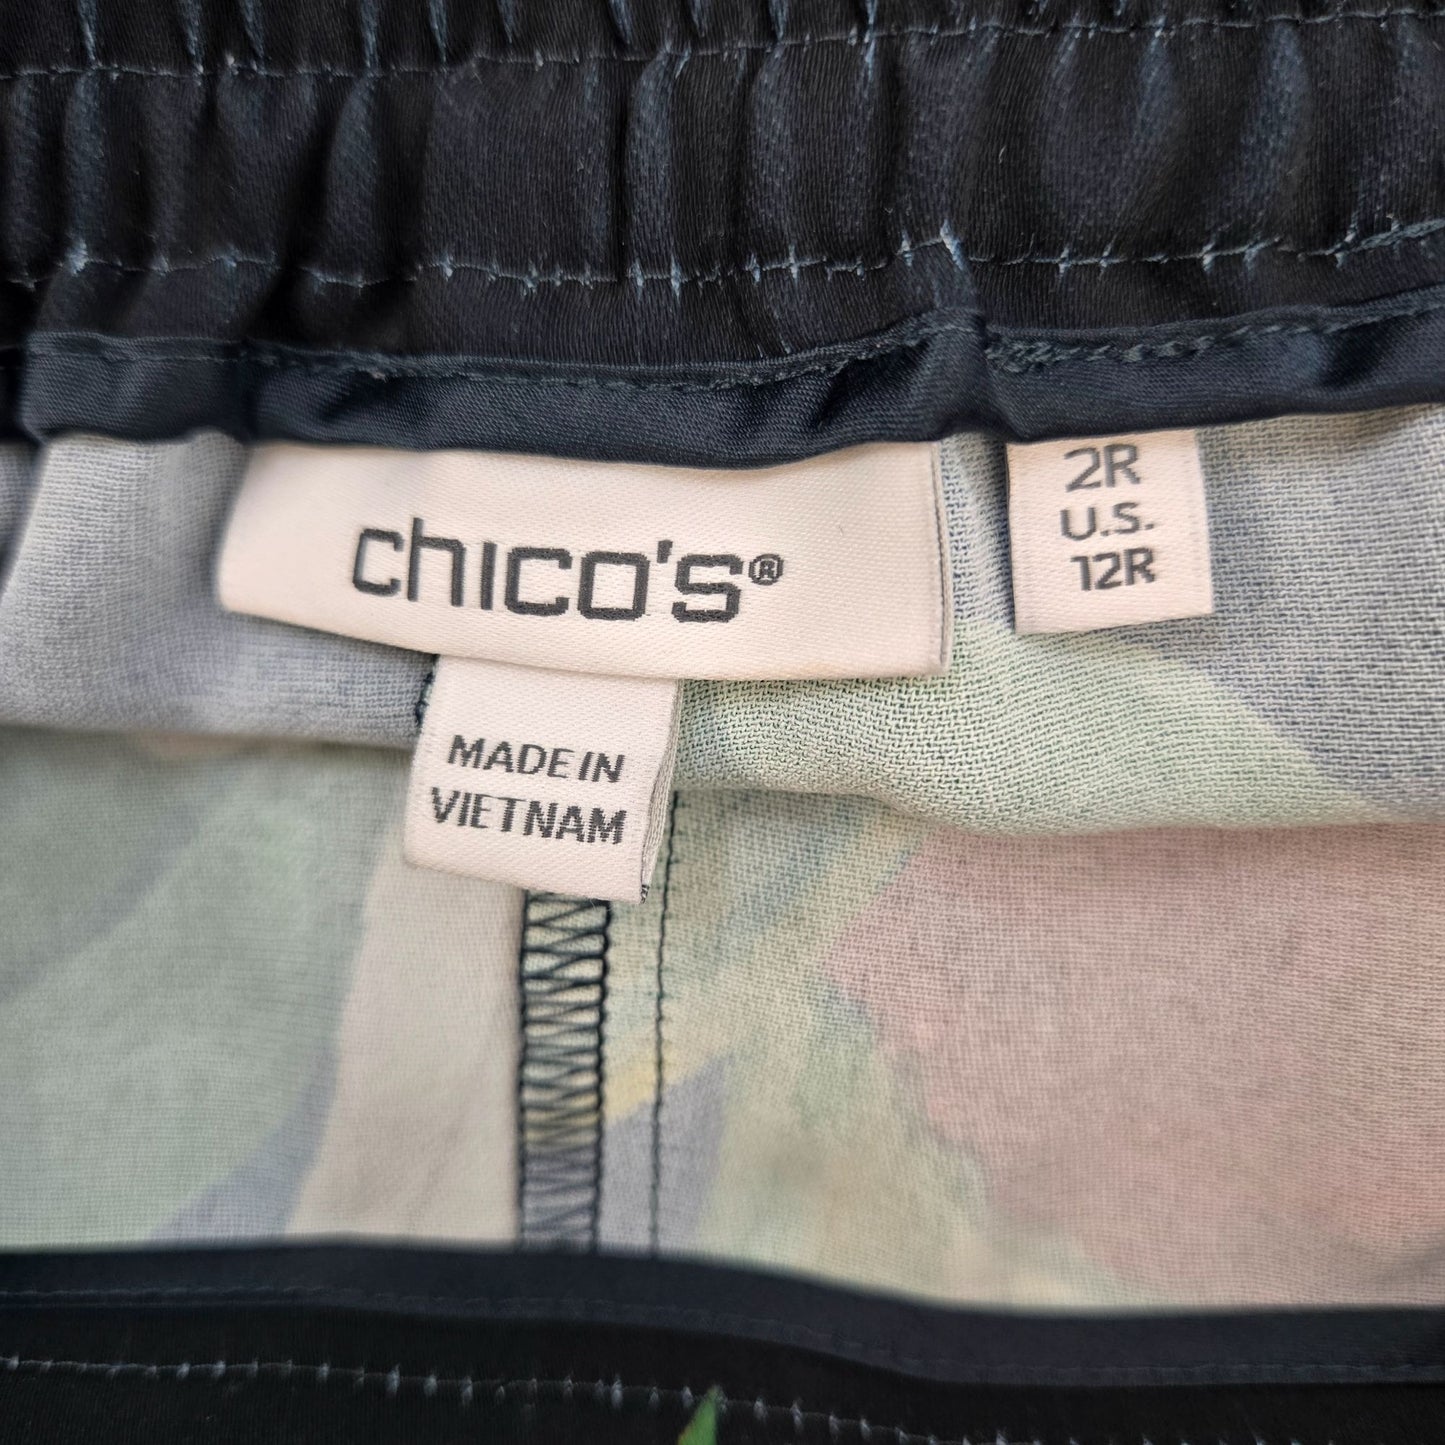 chico's®
2R
U.S.
12R
MADE IN
VIETNAM